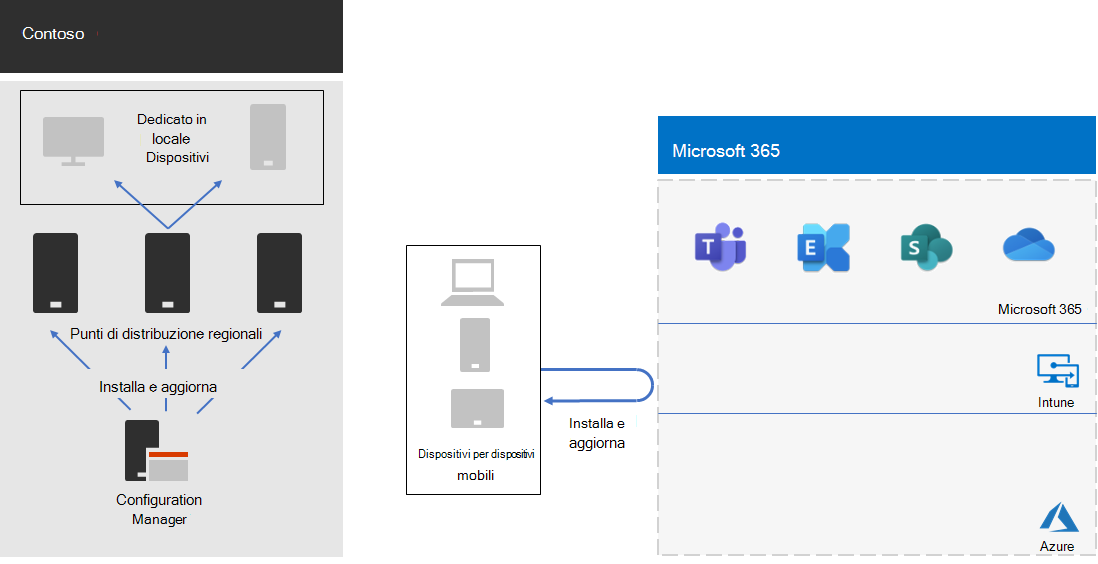 Contoso
Dedicato in
locale
Dispositivi
Punti di distribuzione regionali
Installa e aggiorna
Configuration
Manager
Dispositivi per dispositivi
mobili
Installa e
aggiorna
Microsoft 365
T
E
S
Microsoft 365
Intune
Azure